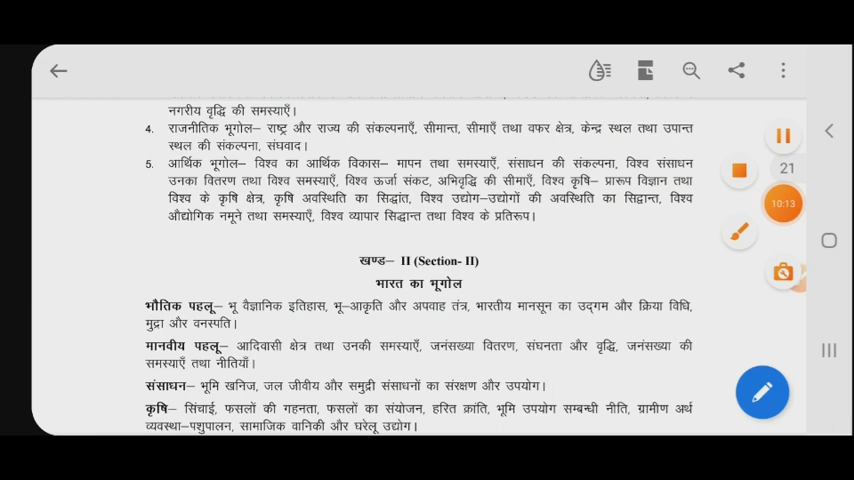 नगरीय वृद्धि की समस्याएँ।
4. राजनीतिक भूगोल– राष्ट्र और राज्य की संकल्पनाएँ, सीमान्त, सीमाएँ तथा वफर क्षेत्र, केन्द्र स्थल तथा उपान्त
स्थल की संकल्पना, संघवाद।
21
5. आर्थिक भूगोल– विश्व का आर्थिक विकास– मापन तथा समस्याएँ, संसाधन की संकल्पना, विश्व संसाधन
उनका वितरण तथा विश्व समस्याएँ, विश्व ऊर्जा संकट, अभिवृद्धि की सीमाएँ, विश्व कृषि– प्रारूप विज्ञान तथा
विश्व के कृषि क्षेत्र, कृषि अवस्थिति का सिद्धांत, विश्व उद्योग-उद्योगों की अवस्थिति का सिद्वान्त, विश्व
10:13
औद्योगिक नमूने तथा समस्याएँ, विश्व व्यापार सिद्धान्त तथा विश्व के प्रतिरूप।
खण्ड– II (Section- II)
भारत का भूगोल
भौतिक पहलू– भू वैज्ञानिक इतिहास, भू–आकृति और अपवाह तंत्र, भारतीय मानसून का उद्गम और क्रिया विधि,
मुद्रा और वनस्पति।
मानवीय पहलू– आदिवासी क्षेत्र तथा उनकी समस्याएँ, जनंसख्या वितरण, संघनता और वृद्धि, जनंसख्या की
समस्याएँ तथा नीतियाँ।
संसाधन– भूमि खनिज, जल जीवीय और समुद्री संसाधनों का संरक्षण और उपयोग।
कृषि– सिंचाई, फसलों की गहनता, फसलों का संयोजन, हरित क्रांति, भूमि उपयोग सम्बन्धी नीति, ग्रामीण अर्थ
व्यवस्था–पशुपालन, सामाजिक वानिकी और घरेलू उद्योग।